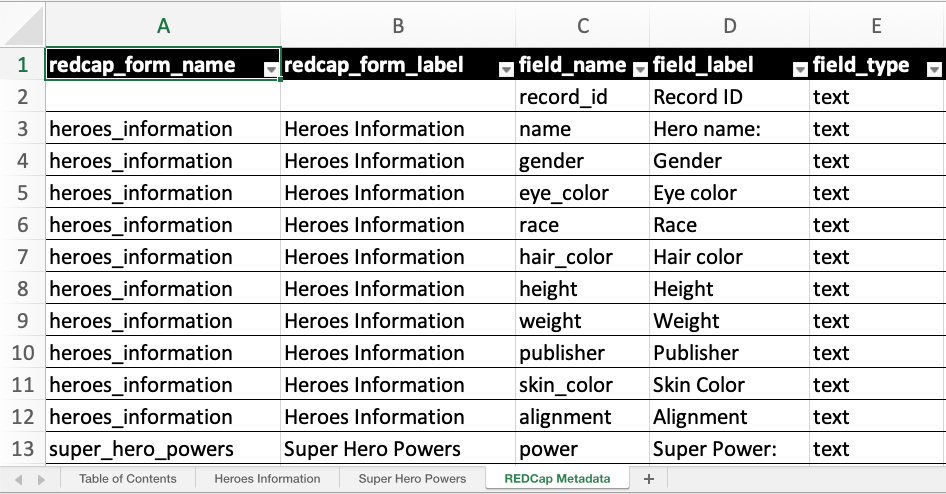 A B C D E
1 redcap_form_name redcap_form_label field_name field_label field_type
2 record_id Record ID text
3 heroes_information Heroes Information name Hero name: text
4 heroes_information Heroes Information gender Gender text
5 heroes_information Heroes Information eye_color Eye color text
6 heroes_information Heroes Information race Race text
7 heroes_information Heroes Information hair_color Hair color text
8 heroes_information Heroes Information height Height text
9 heroes_information Heroes Information weight Weight text
10 heroes_information Heroes Information publisher Publisher text
11 heroes_information Heroes Information skin_color Skin Color text
12 heroes_information Heroes Information alignment Alignment text
13 super_hero_powers Super Hero Powers power Super Power: text
Table of Contents Heroes Information Super Hero Powers REDCap Metadata +